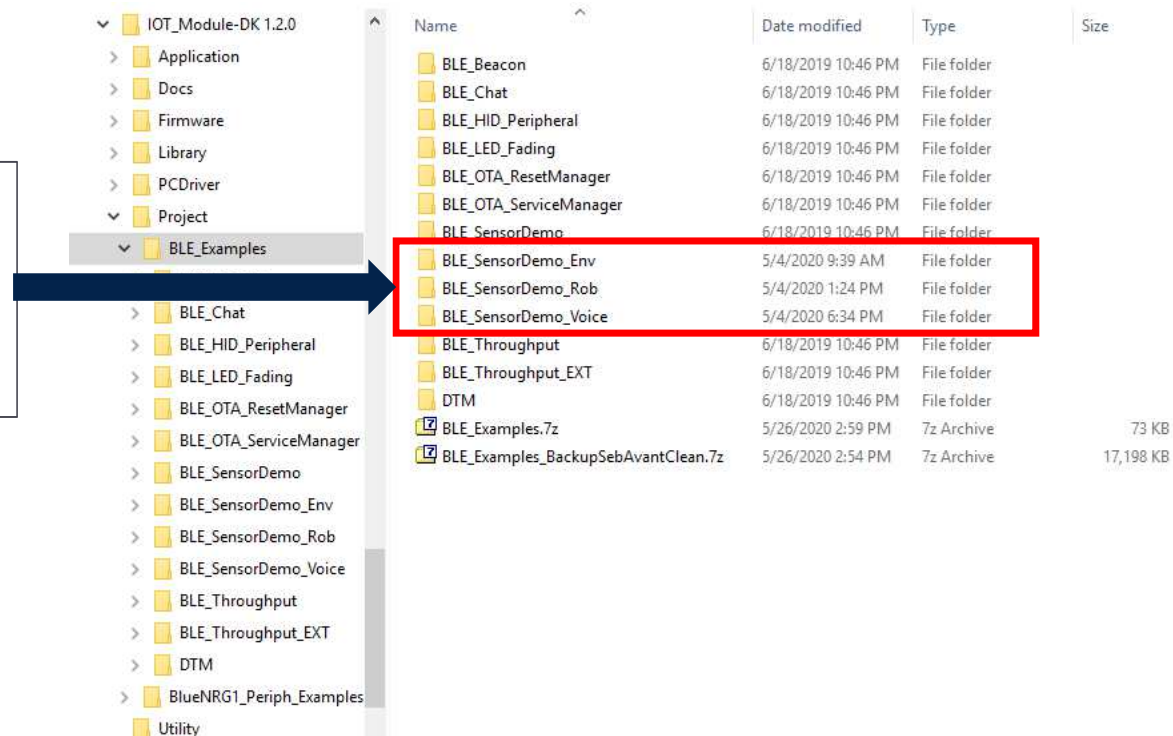 IOT_Module-DK 1.2.0
Application
Docs
Firmware
Library
PCDriver
Project
BLE_Examples
BLE_Chat
BLE_HID_Peripheral
BLE_LED_Fading
BLE_OTA_ResetManager
BLE_OTA_ServiceManager
BLE_SensorDemo
BLE_SensorDemo_Env
BLE_SensorDemo_Rob
BLE_SensorDemo_Voice
BLE_Throughput
BLE_Throughput_EXT
DTM
BlueNRG1_Periph_Examples
Utility
Name Date modified Type Size
BLE_Beacon 6/18/2019 10:46 PM File folder
BLE_Chat 6/18/2019 10:46 PM File folder
BLE_HID_Peripheral 6/18/2019 10:46 PM File folder
BLE_LED_Fading 6/18/2019 10:46 PM File folder
BLE_OTA_ResetManager 6/18/2019 10:46 PM File folder
BLE_OTA_ServiceManager 6/18/2019 10:46 PM File folder
BLE_SensorDemo 6/18/2019 10:46 PM File folder
BLE_SensorDemo_Env 5/4/2020 9:39 AM File folder
BLE_SensorDemo_Rob 5/4/2020 1:24 PM File folder
BLE_SensorDemo_Voice 5/4/2020 6:34 PM File folder
BLE_Throughput 6/18/2019 10:46 PM File folder
BLE_Throughput_EXT 6/18/2019 10:46 PM File folder
DTM 6/18/2019 10:46 PM File folder
BLE_Examples.7z 5/26/2020 2:59 PM 7z Archive 73 KB
BLE_Examples_BackupSebAvantClean.7z 5/26/2020 2:54 PM 7z Archive 17,198 KB